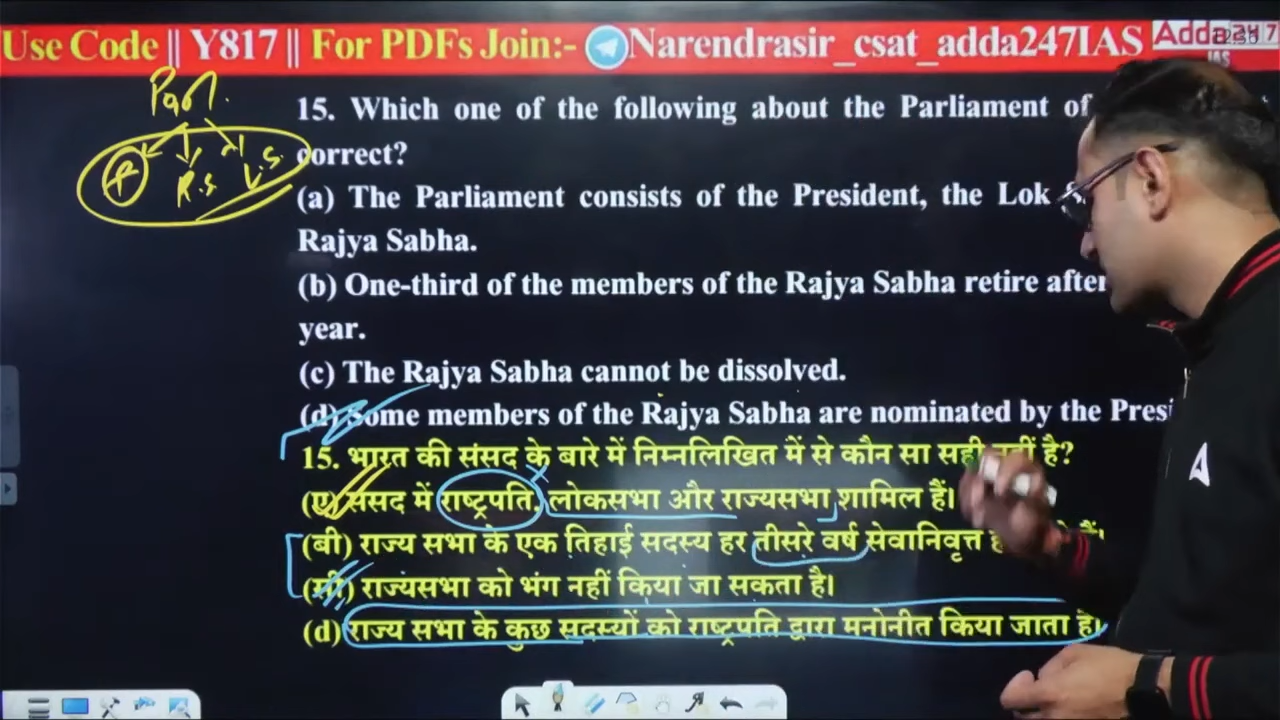 Use Code || Y817 || For PDFs Join:- Narendrasir_csat_adda247IAS Adda247
IAS
Parl.
P R.S L.S.
15. Which one of the following about the Parliament of
correct?
(a) The Parliament consists of the President, the Lok
Rajya Sabha.
(b) One-third of the members of the Rajya Sabha retire after
year.
(c) The Rajya Sabha cannot be dissolved.
(d) Some members of the Rajya Sabha are nominated by the
15. भारत की संसद के बारे में निम्नलिखित में से कौन सा सही नहीं है?
(ए) संसद में राष्ट्रपति, लोकसभा और राज्यसभा शामिल हैं।
(बी) राज्य सभा के एक तिहाई सदस्य हर तीसरे वर्ष सेवानिवृत्त हैं।
(सी) राज्यसभा को भंग नहीं किया जा सकता है।
(d) राज्य सभा के कुछ सदस्यों को राष्ट्रपति द्वारा मनोनीत किया जाता है।